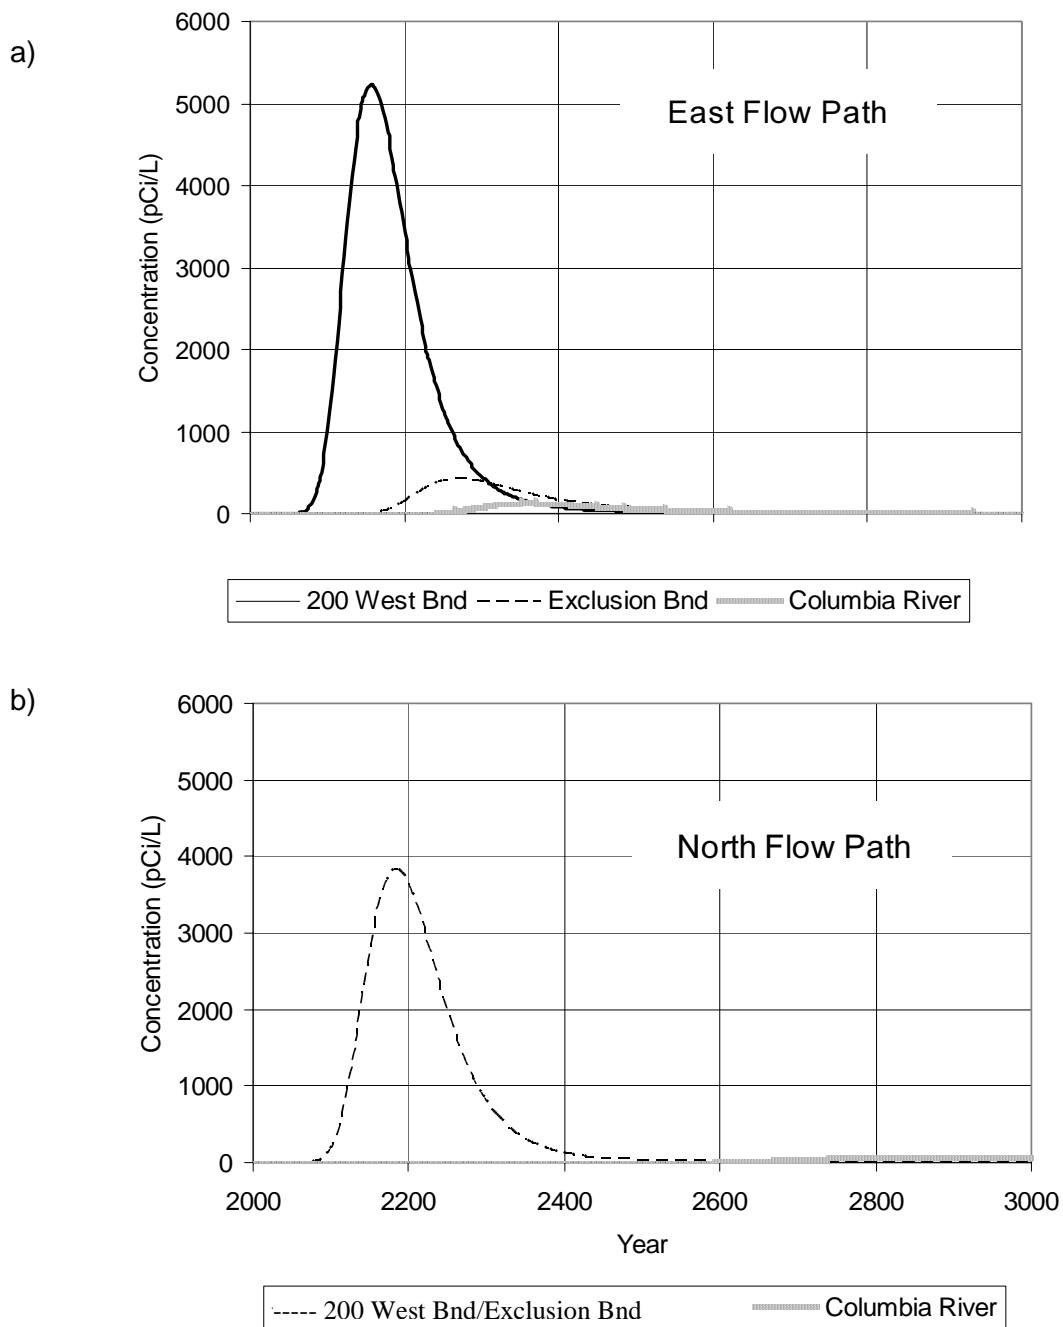 a)
6000
5000
4000
3000
2000
1000
0
Concentration (pCi/L)
East Flow Path
200 West Bnd
Exclusion Bnd
Columbia River
b)
6000
5000
4000
3000
2000
1000
0
Concentration (pCi/L)
North Flow Path
2000 2200 2400 2600 2800 3000
Year
200 West Bnd/Exclusion Bnd
Columbia River